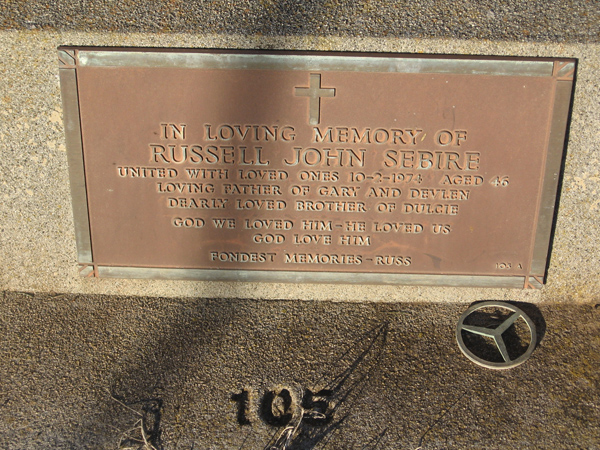 IN LOVING MEMORY OF
RUSSELL JOHN SEBIRE
UNITED WITH LOVED ONES 10-2-1974 AGED 46
LOVING FATHER OF GARY AND DEVLEN
DEARLY LOVED BROTHER OF DULCIE
GOD WE LOVED HIM-HE LOVED US
GOD LOVE HIM
FONDEST MEMORIES-RUSS
105 A
105